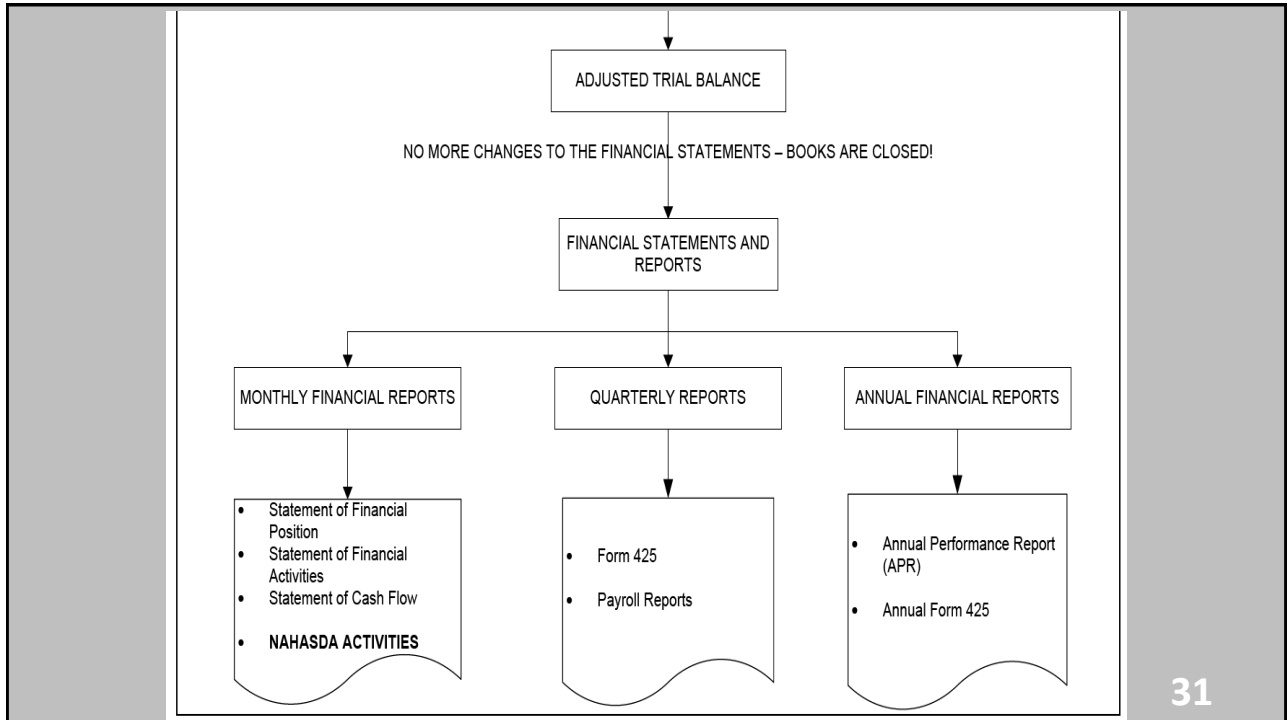 ADJUSTED TRIAL BALANCE
NO MORE CHANGES TO THE FINANCIAL STATEMENTS – BOOKS ARE CLOSED!
FINANCIAL STATEMENTS AND
REPORTS
MONTHLY FINANCIAL REPORTS
QUARTERLY REPORTS
ANNUAL FINANCIAL REPORTS
• Statement of Financial
Position
• Statement of Financial
Activities
• Statement of Cash Flow
• NAHASDA ACTIVITIES
• Form 425
• Payroll Reports
• Annual Performance Report
(APR)
• Annual Form 425
31